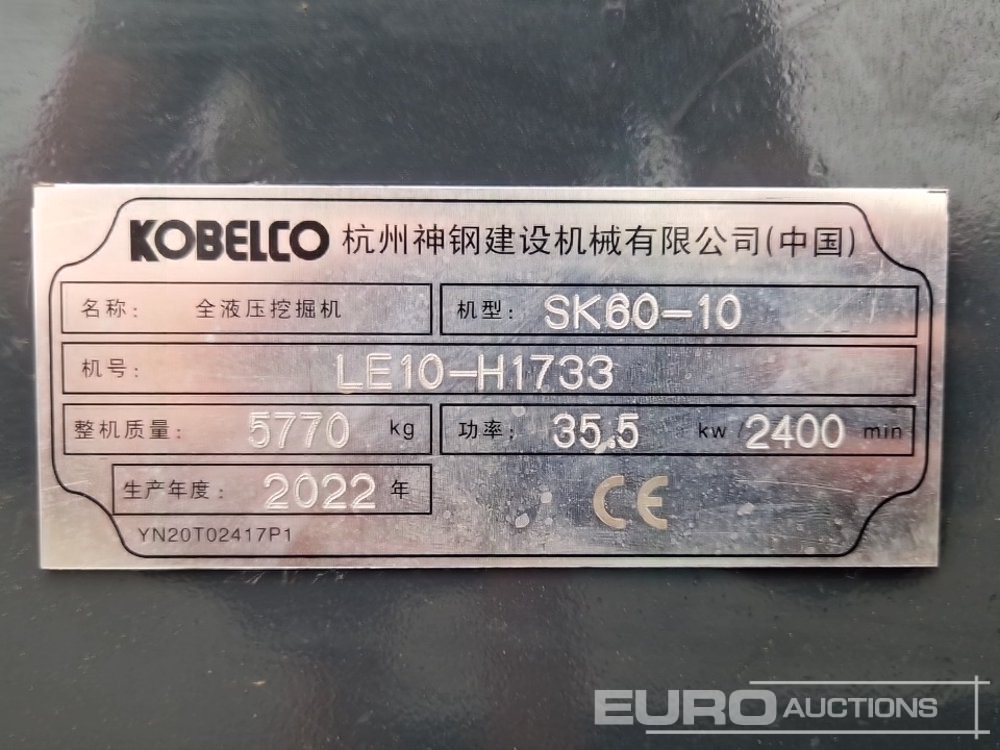 KOBELCO 杭州神钢建设机械有限公司(中国)
名称: 全液压挖掘机 机型: SK60-10
机号: LE10-H1733
整机质量: 5770 kg 功率: 35.5 kw / 2400 min
生产年度: 2022 年 CE
YN20T02417P1
EURO AUCTIONS